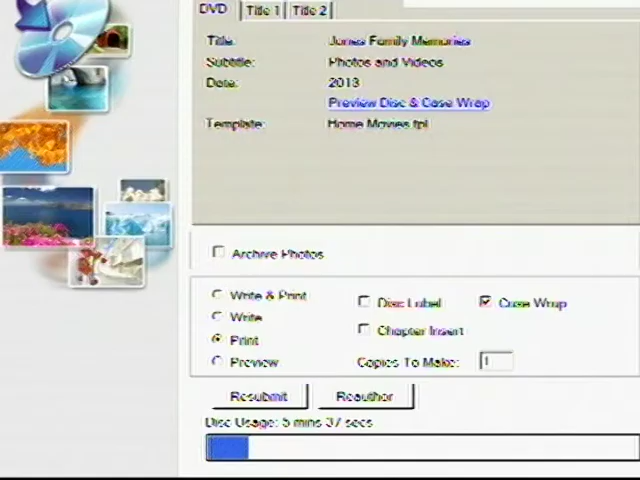 DVD Title 1 Title 2
Title: Jones Family Memories
Subtitle: Photos and Videos
Date: 2013
Preview Disc & Case Wrap
Template: Home Movies.tpl
Archive Photos
Write & Print
Disc Label Case Wrap
Write
Chapter Insert
Print
Preview Copies To Make: 1
Resubmit Reauthor
Disc Usage: 5 mins 37 secs